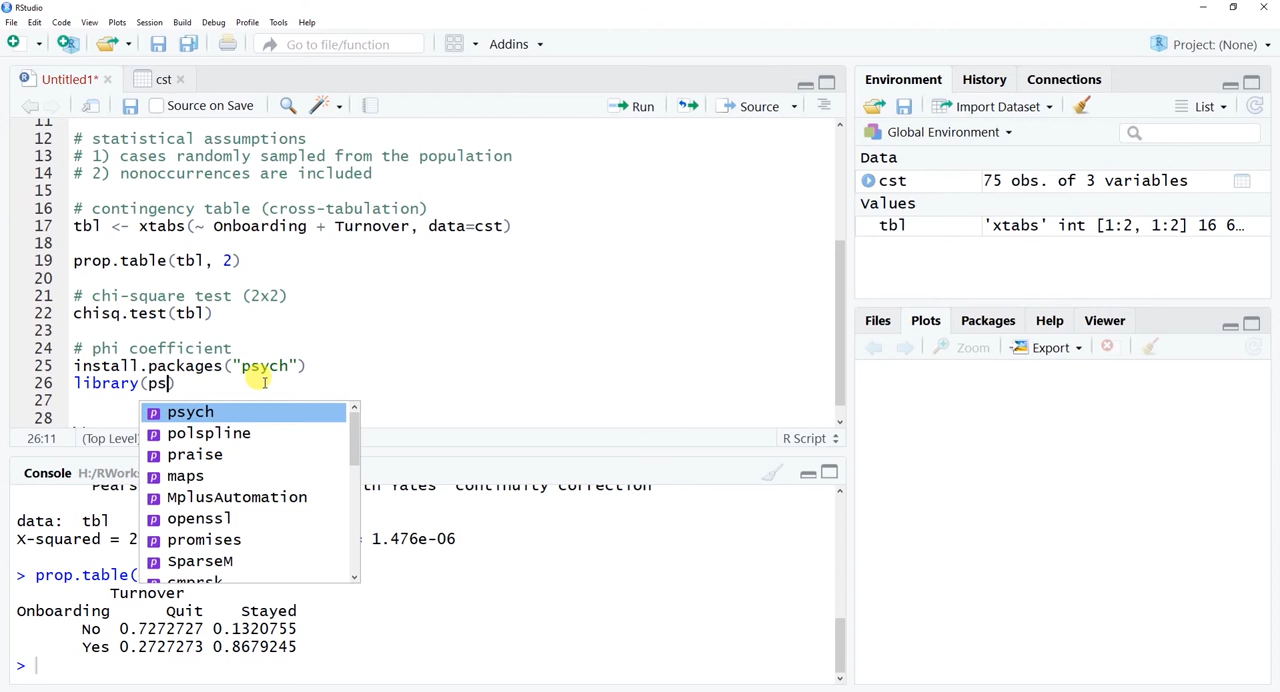 RStudio
File Edit Code View Plots Session Build Debug Profile Tools Help
Go to file/function Addins Project: (None)
Untitled1* cst
Source on Save Run Source
11
12 # statistical assumptions
13 # 1) cases randomly sampled from the population
14 # 2) nonoccurrences are included
15
16 # contingency table (cross-tabulation)
17 tbl <- xtabs(~ Onboarding + Turnover, data=cst)
18
19 prop.table(tbl, 2)
20
21 # chi-square test (2x2)
22 chisq.test(tbl)
23
24 # phi coefficient
25 install.packages("psych")
26 library(ps)
27
28
psych
polspline
praise
maps
MplusAutomation
openssl
promises
SparseM
cmprsk
26:11 (Top Level) R Script
Console H:/RWorks
continuity correction
data: tbl
X-squared = 2 1.476e-06
> prop.table(
Turnover
Onboarding Quit Stayed
No 0.7272727 0.1320755
Yes 0.2727273 0.8679245
>
Environment History Connections
Import Dataset List
Global Environment
Data
cst 75 obs. of 3 variables
Values
tbl 'xtabs' int [1:2, 1:2] 16 6…
Files Plots Packages Help Viewer
Zoom Export